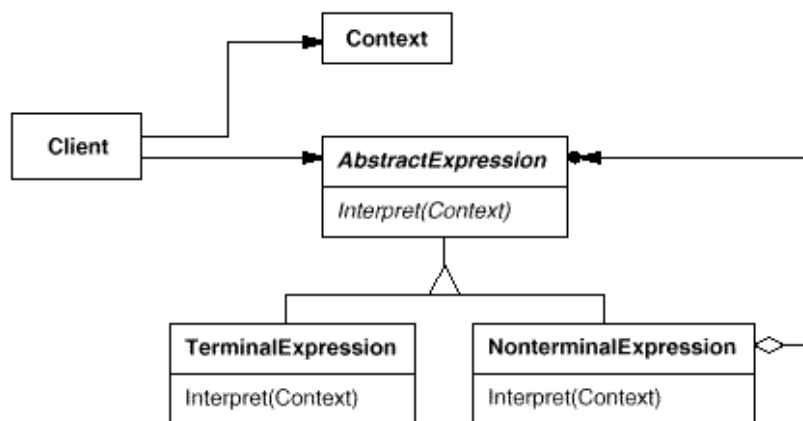 Context
Client
AbstractExpression
Interpret(Context)
TerminalExpression
Interpret(Context)
NonterminalExpression
Interpret(Context)